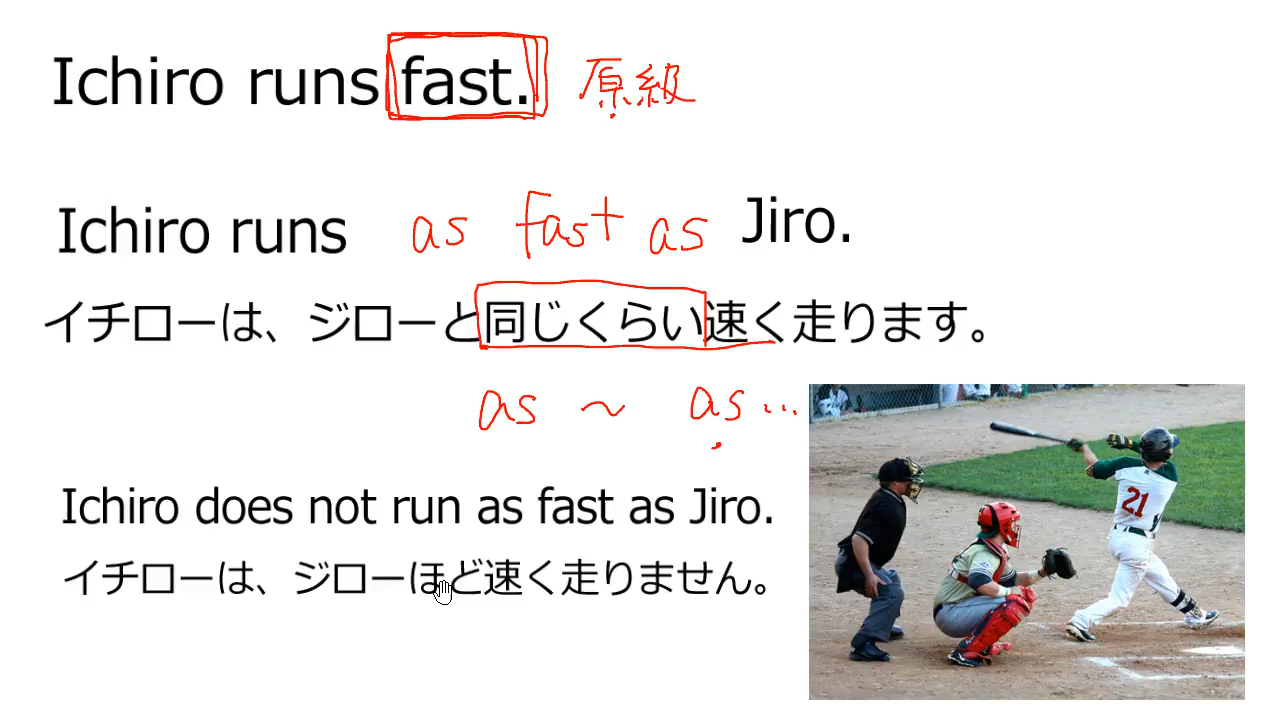 Ichiro runs fast. 原級
Ichiro runs as fast as Jiro.
イチローは、ジローと同じくらい速く走ります。
as ～ as …
Ichiro does not run as fast as Jiro.
イチローは、ジローほど速く走りません。
21